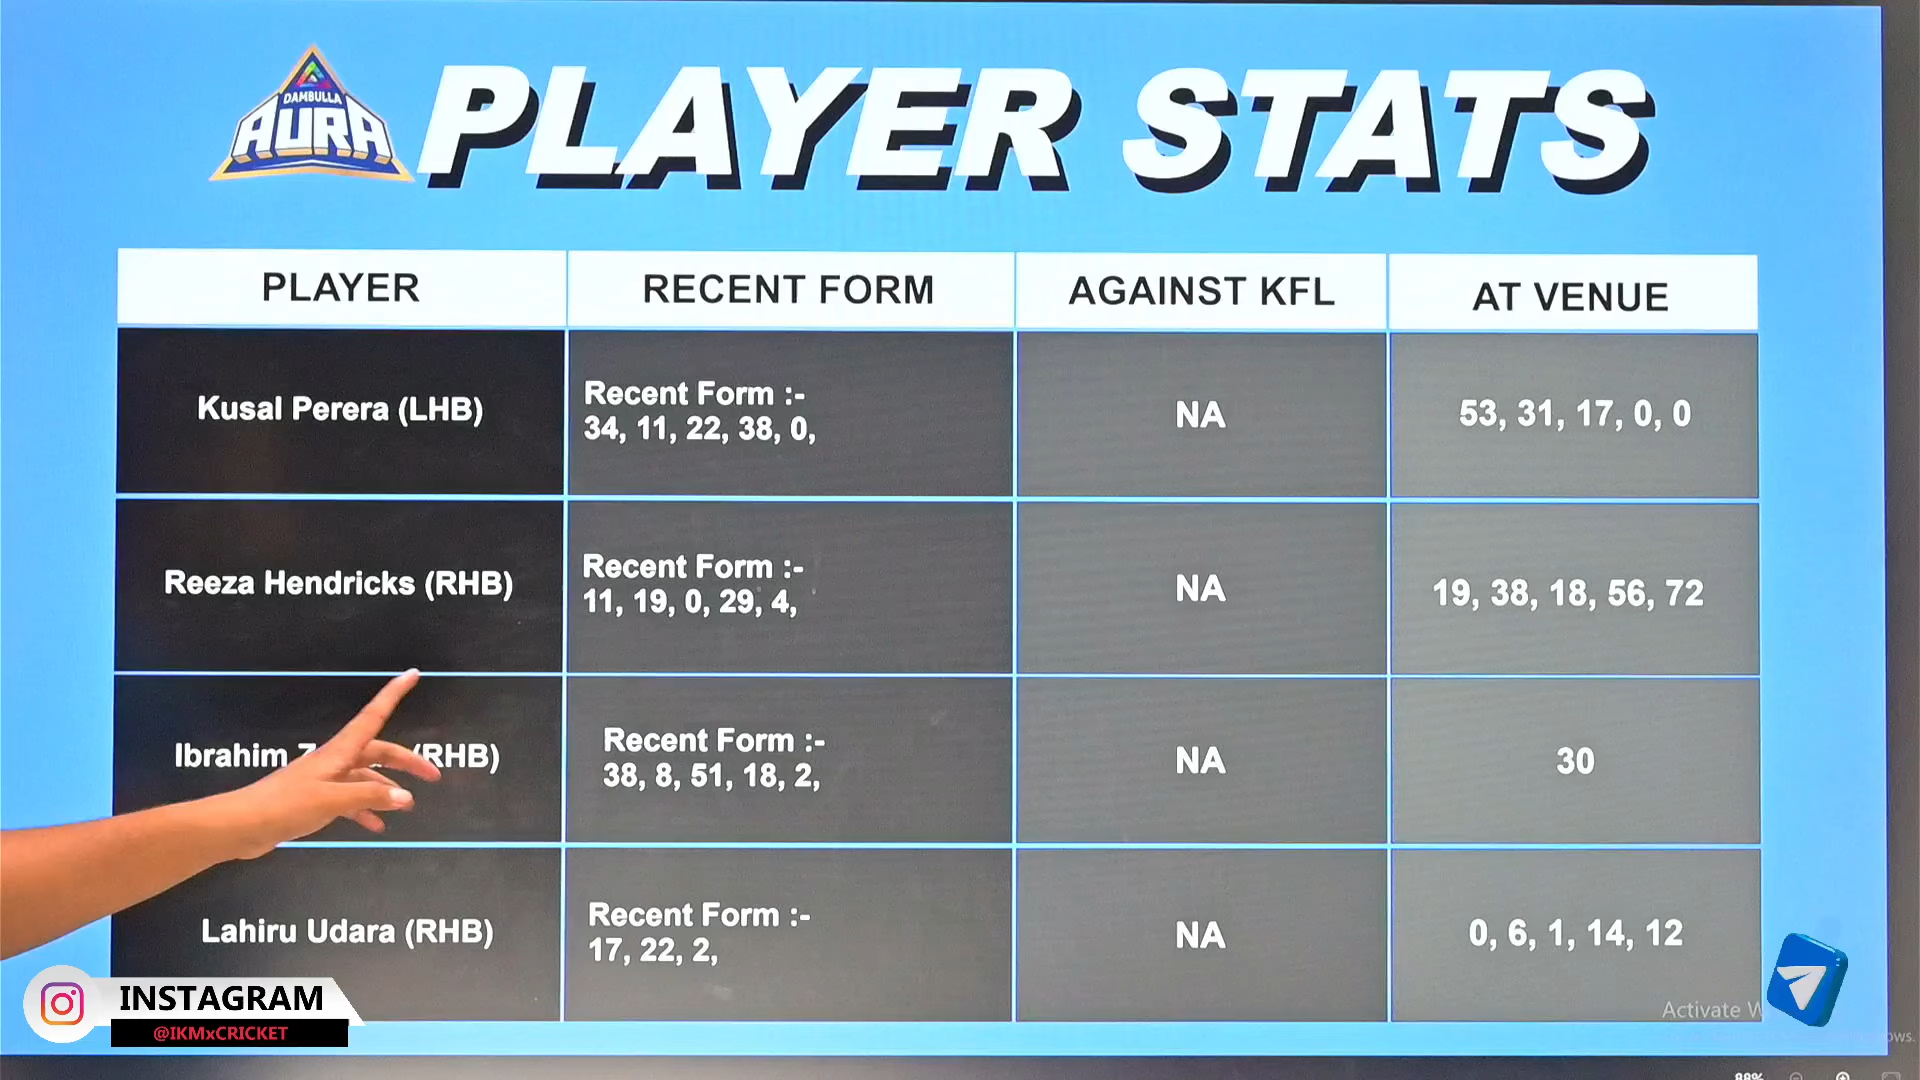 DAMBULLA
AURA
PLAYER STATS
PLAYER
RECENT FORM
AGAINST KFL
AT VENUE
Kusal Perera (LHB)
Recent Form :-
34, 11, 22, 38, 0,
NA
53, 31, 17, 0, 0
Reeza Hendricks (RHB)
Recent Form :-
11, 19, 0, 29, 4,
NA
19, 38, 18, 56, 72
Ibrahim (RHB)
Recent Form :-
38, 8, 51, 18, 2,
NA
30
Lahiru Udara (RHB)
Recent Form :-
17, 22, 2,
NA
0, 6, 1, 14, 12
INSTAGRAM
@IKMxCRICKET
Activate
88%